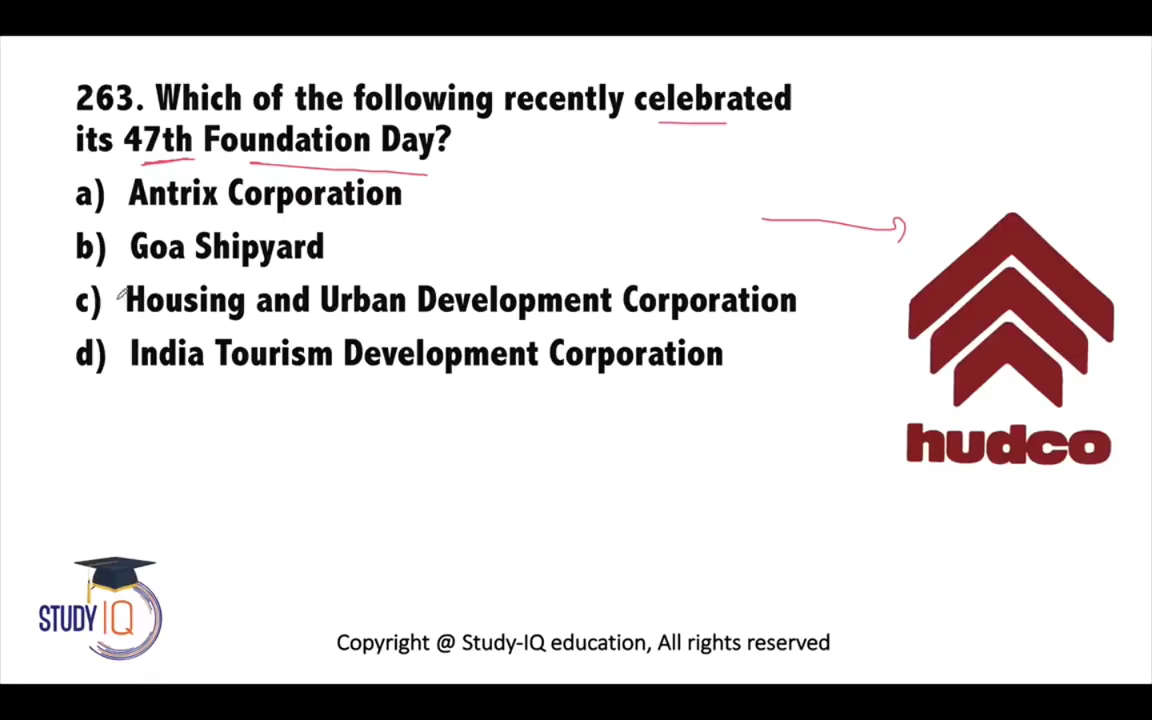 263. Which of the following recently celebrated
its 47th Foundation Day?
a) Antrix Corporation
b) Goa Shipyard
c) Housing and Urban Development Corporation
d) India Tourism Development Corporation
hudco
STUDY IQ
Copyright @ Study-IQ education, All rights reserved